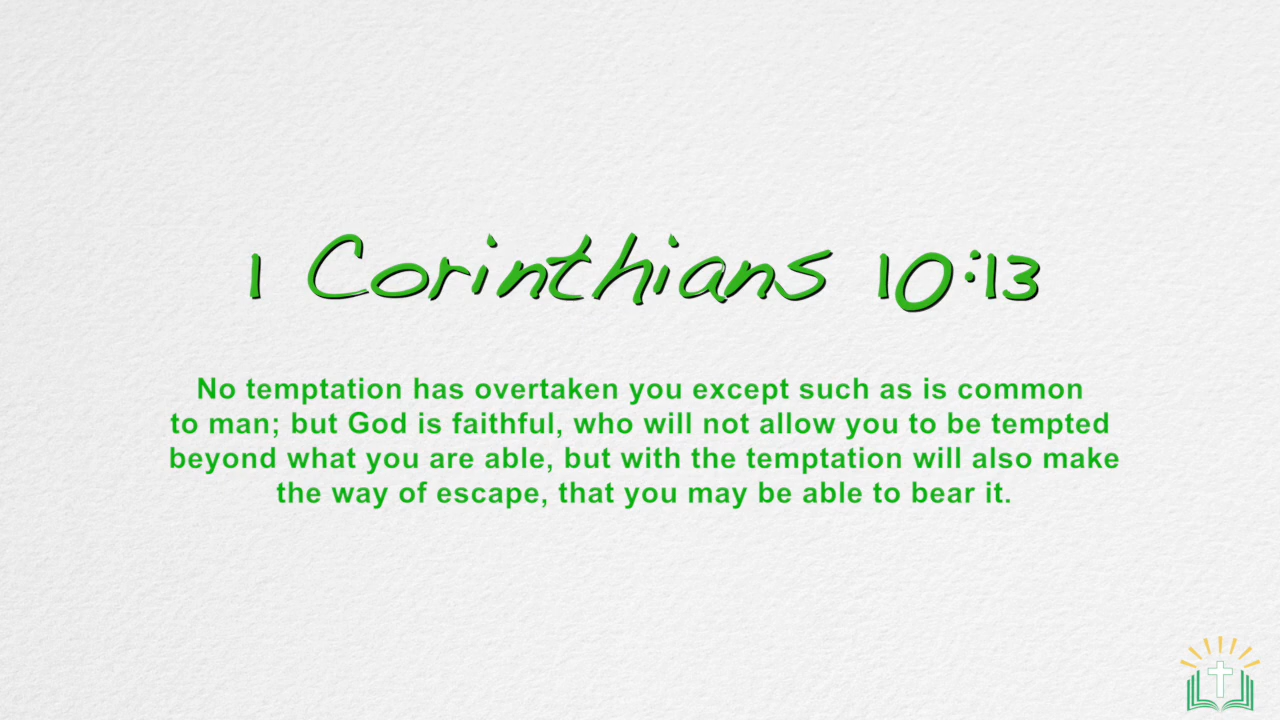 1 Corinthians 10:13
No temptation has overtaken you except such as is common
to man; but God is faithful, who will not allow you to be tempted
beyond what you are able, but with the temptation will also make
the way of escape, that you may be able to bear it.